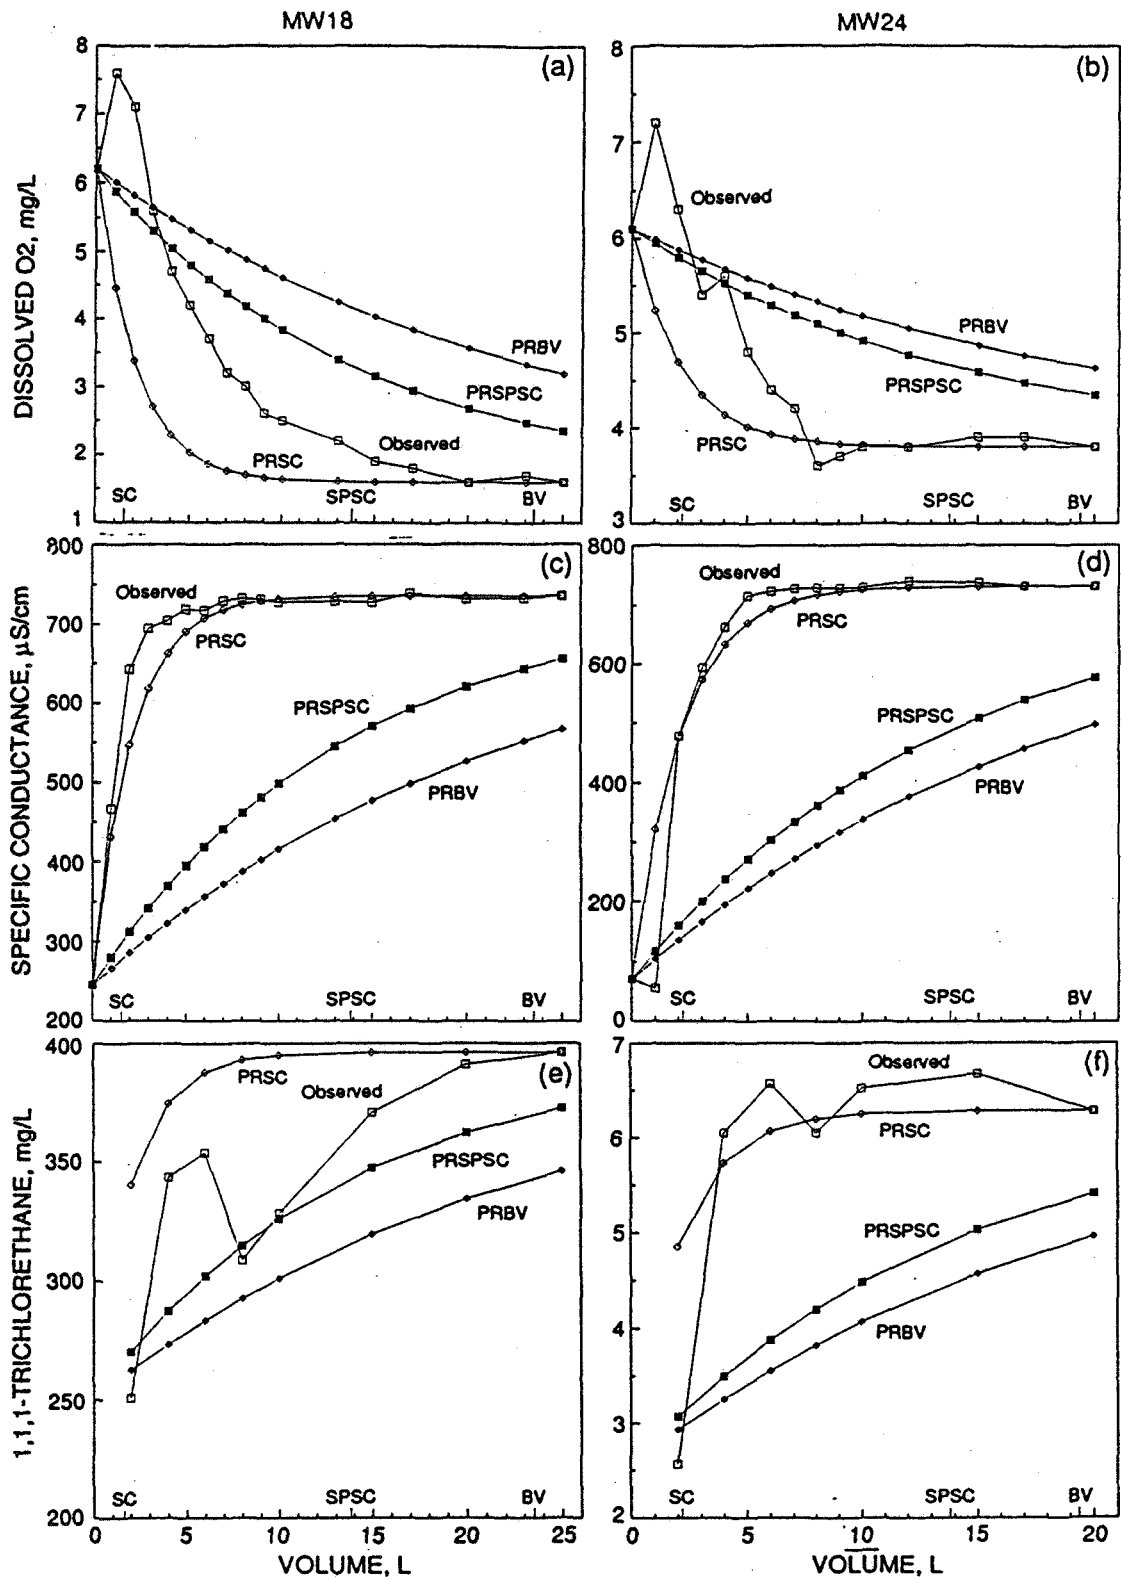 MW18
MW24
8
7
6
5
4
3
2
1
DISSOLVED O2, mg/L
(a)
PRBV
PRSPSC
Observed
PRSC
SC
SPSC
BV
8
7
6
5
4
3
(b)
Observed
PRBV
PRSPSC
PRSC
SC
SPSC
BV
800
700
600
500
400
300
200
SPECIFIC CONDUCTANCE, µS/cm
(c)
Observed
PRSC
PRSPSC
PRBV
SC
SPSC
BV
800
600
400
200
0
(d)
Observed
PRSC
PRSPSC
PRBV
SC
SPSC
BV
400
350
300
250
200
1,1,1-TRICHLORETHANE, mg/L
(e)
PRSC
Observed
PRSPSC
PRBV
SC
SPSC
BV
0 5 10 15 20 25
VOLUME, L
7
6
5
4
3
2
(f)
Observed
PRSC
PRSPSC
PRBV
SC
SPSC
BV
0 5 10 15 20
VOLUME, L